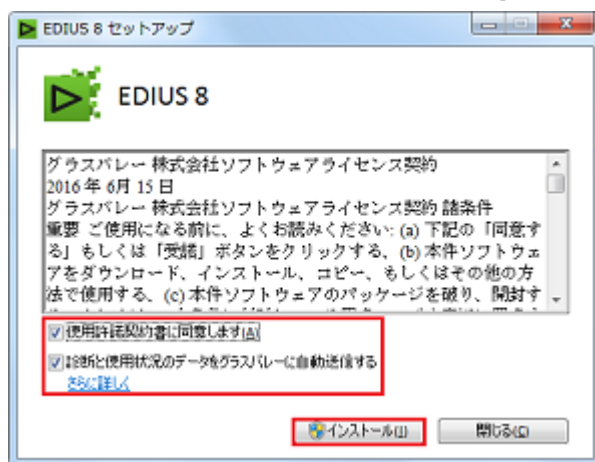 EDIUS 8 セットアップ
EDIUS 8
グラスバレー 株式会社ソフトウェアライセンス契約
2016 年 6月 15 日
グラスバレー 株式会社ソフトウェアライセンス契約 諸条件
重要 ご使用になる前に、よくお読みください: (a) 下記の「同意す
る」もしくは「受諾」ボタンをクリックする、(b) 本件ソフトウェ
アをダウンロード、インストール、コピー、もしくはその他の方
法で使用する、(c) 本件ソフトウェアのパッケージを破り、開封す
使用許諾契約書に同意します(A)
診断と使用状況のデータをグラスバレーに自動送信する
さらに詳しく
インストール(I)
閉じる(C)